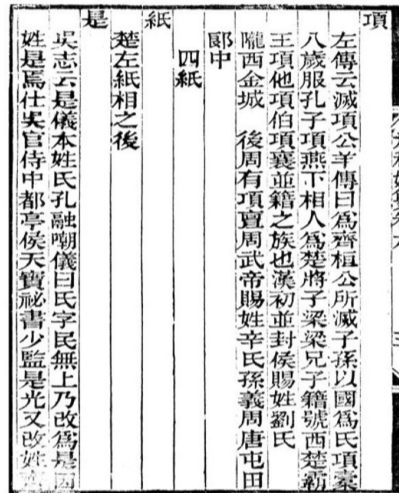 項
左傳云滅項公羊傳曰爲齊桓公所滅子孫以國爲氏項橐
八歲服孔子項燕下相人爲楚將子梁梁兄子籍號西楚霸
王項他項伯項襄並籍之族也漢初並封侯賜姓劉氏
隴西金城　後周有項亶周武帝賜姓辛氏孫義周唐屯田
郞中
四紙
紙
楚左紙相之後
是
吳志云是儀本姓氏孔融嘲儀曰氏字民無上乃改爲是因
姓是焉仕吳官侍中都亭侯天寶祕書少監是光又改姓